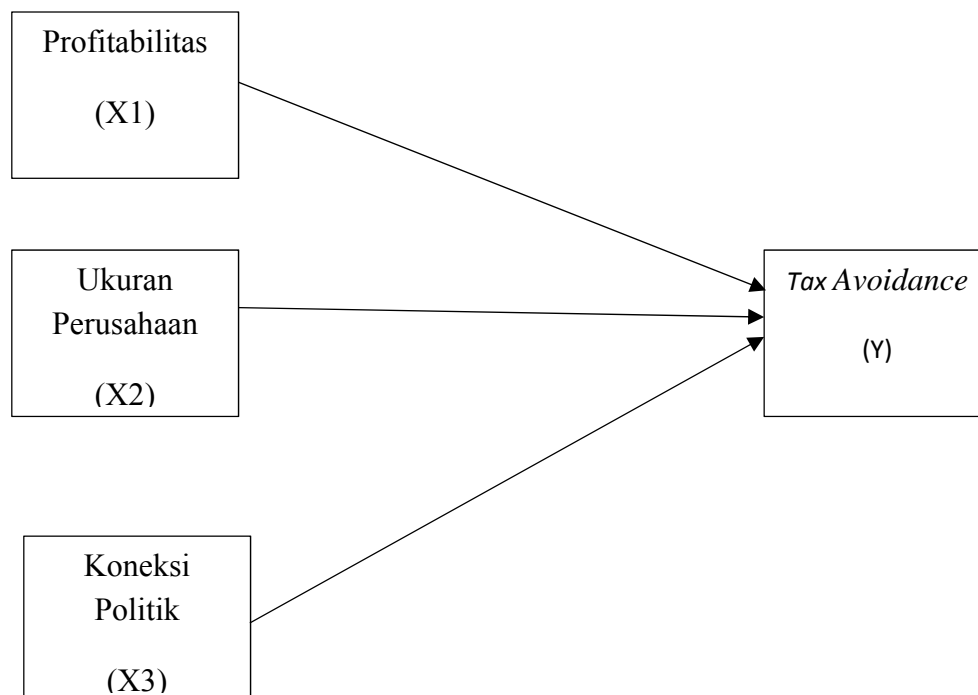 Profitabilitas
(X1)
Ukuran
Perusahaan
(X2)
Tax Avoidance
(Y)
Koneksi
Politik
(X3)